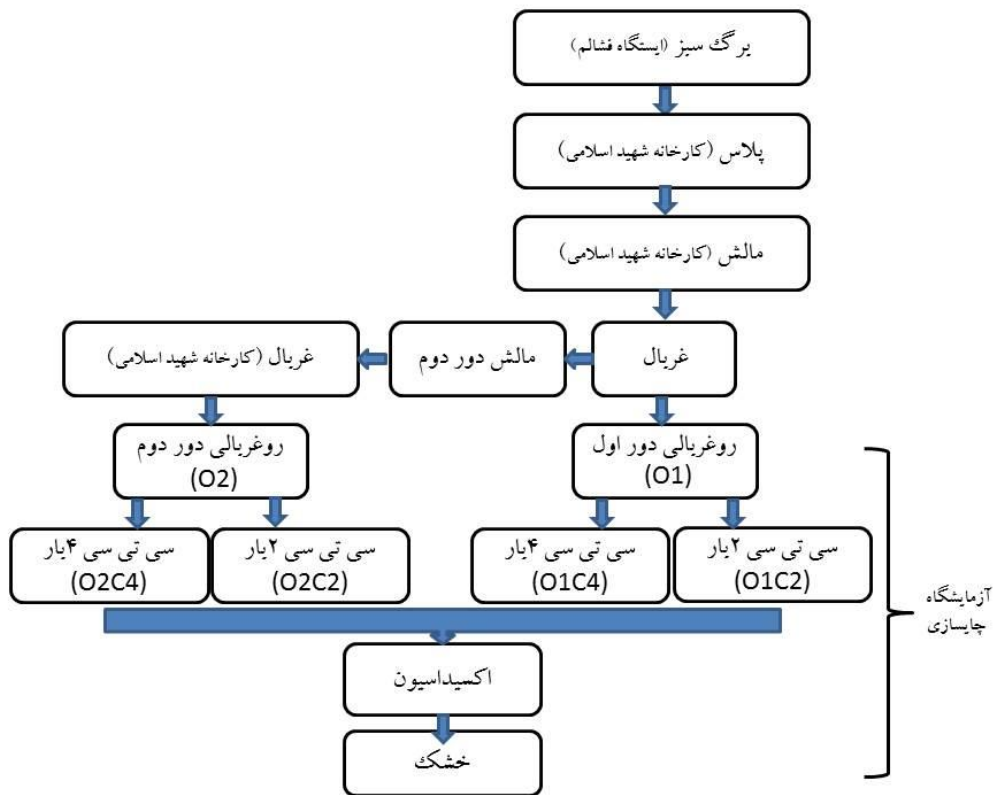 برگ سبز (ایستگاه فشالم)
پلاس (کارخانه شهید اسلامی)
مالش (کارخانه شهید اسلامی)
غربال
مالش دور دوم
غربال (کارخانه شهید اسلامی)
روغربالی دور اول
(O1)
روغربالی دور دوم
(O2)
سی تی سی ۲بار
(O1C2)
سی تی سی ۴بار
(O1C4)
سی تی سی ۲بار
(O2C2)
سی تی سی ۴بار
(O2C4)
آزمایشگاه
چایسازی
اکسیداسیون
خشک